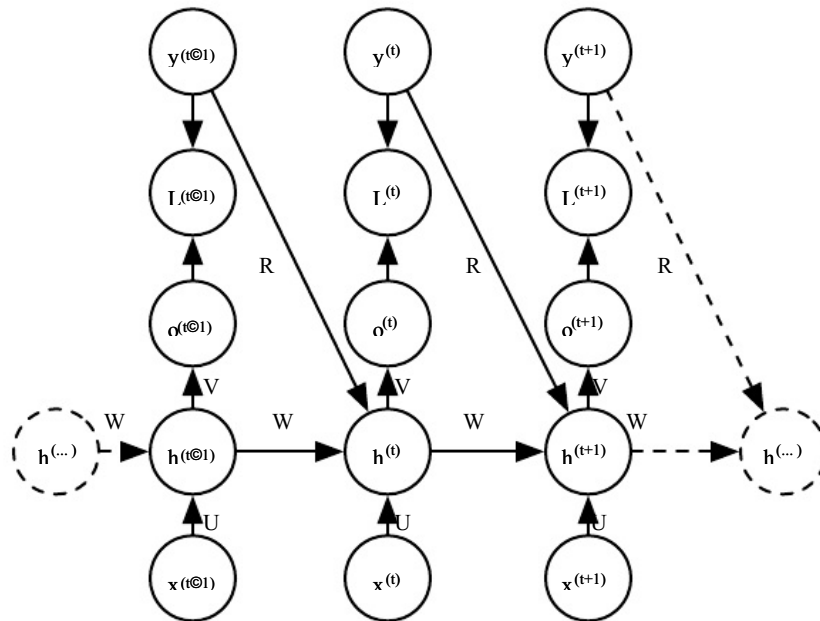 y(t©1) y(t) y(t+1)
L(t©1) L(t) L(t+1)
R R R
o(t©1) o(t) o(t+1)
V V V
W W W W
h(...) h(t©1) h(t) h(t+1) h(...)
U U U
x(t©1) x(t) x(t+1)